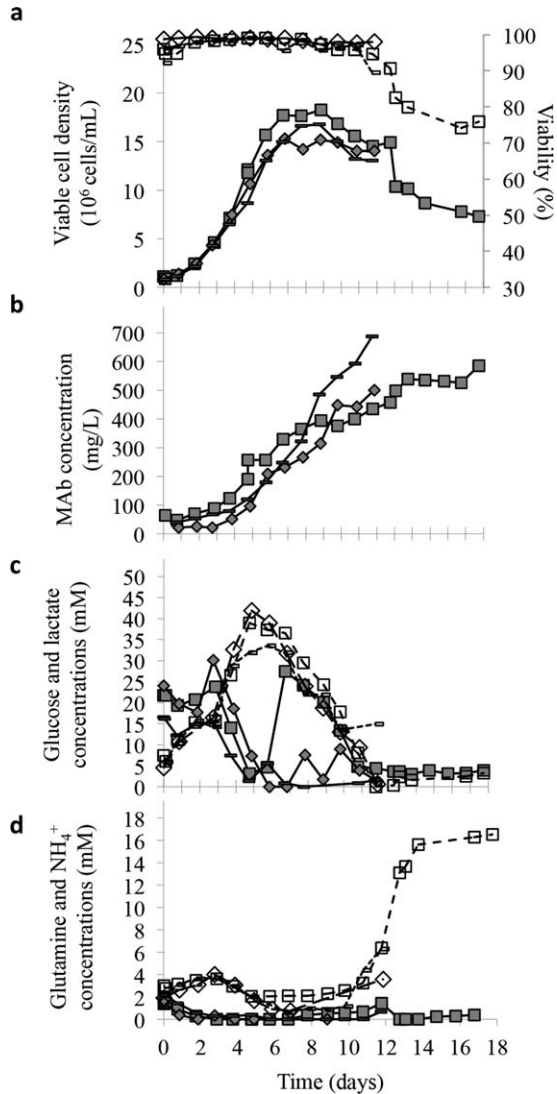 a
25
20
15
10
5
0
Viable cell density
(10⁶ cells/mL)
100
90
80
70
60
50
40
30
Viability (%)
b
700
600
500
400
300
200
100
0
MAb concentration
(mg/L)
c
50
45
40
35
30
25
20
15
10
5
0
Glucose and lactate
concentrations (mM)
d
18
16
14
12
10
8
6
4
2
0
Glutamine and NH₄⁺
concentrations (mM)
0 2 4 6 8 10 12 14 16 18
Time (days)